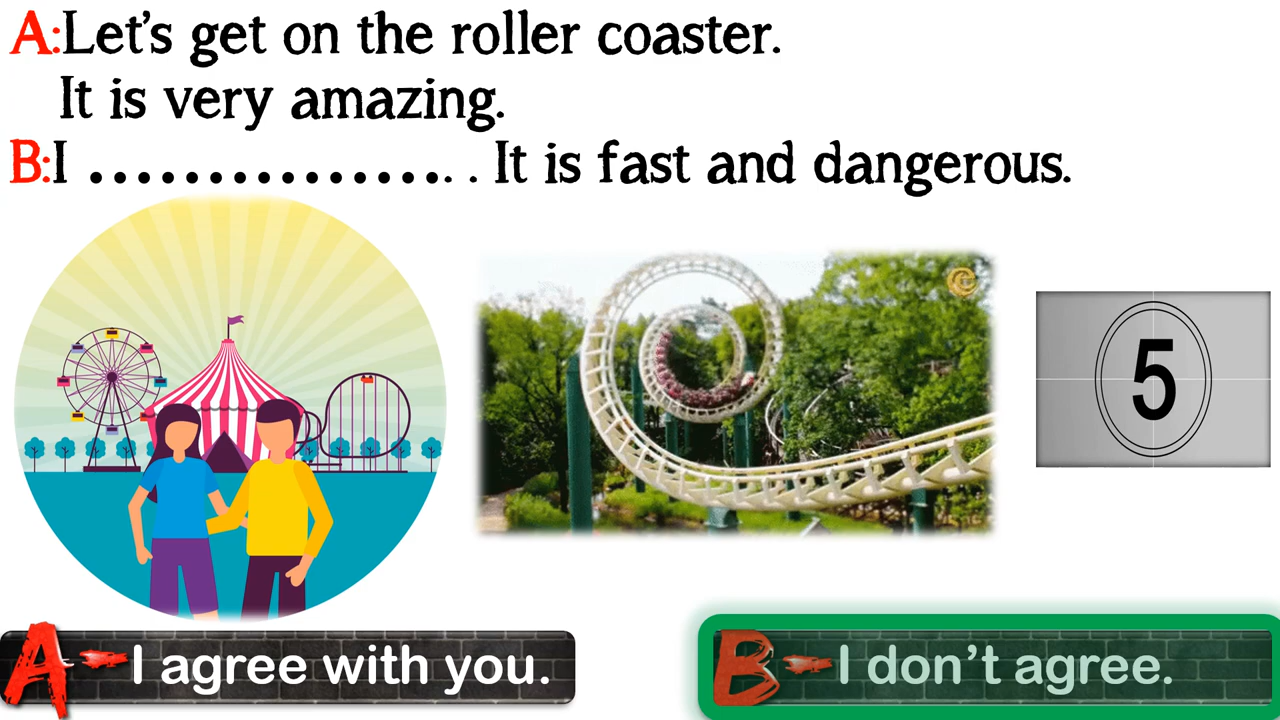 A:Let's get on the roller coaster.
It is very amazing.
B:I ................ . It is fast and dangerous.
5
A- I agree with you.
B- I don't agree.